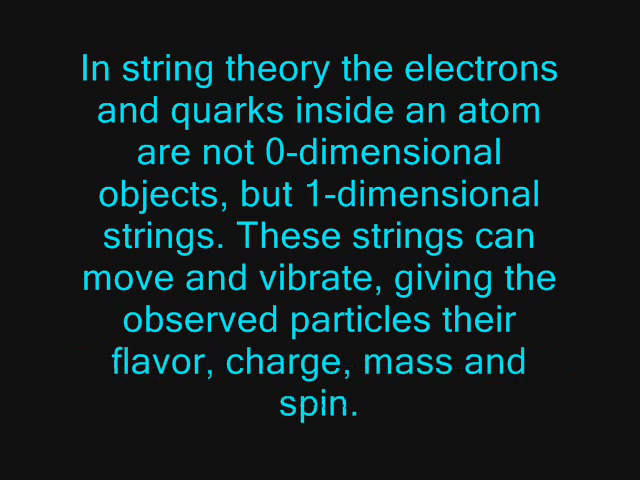 In string theory the electrons
and quarks inside an atom
are not 0-dimensional
objects, but 1-dimensional
strings. These strings can
move and vibrate, giving the
observed particles their
flavor, charge, mass and
spin.